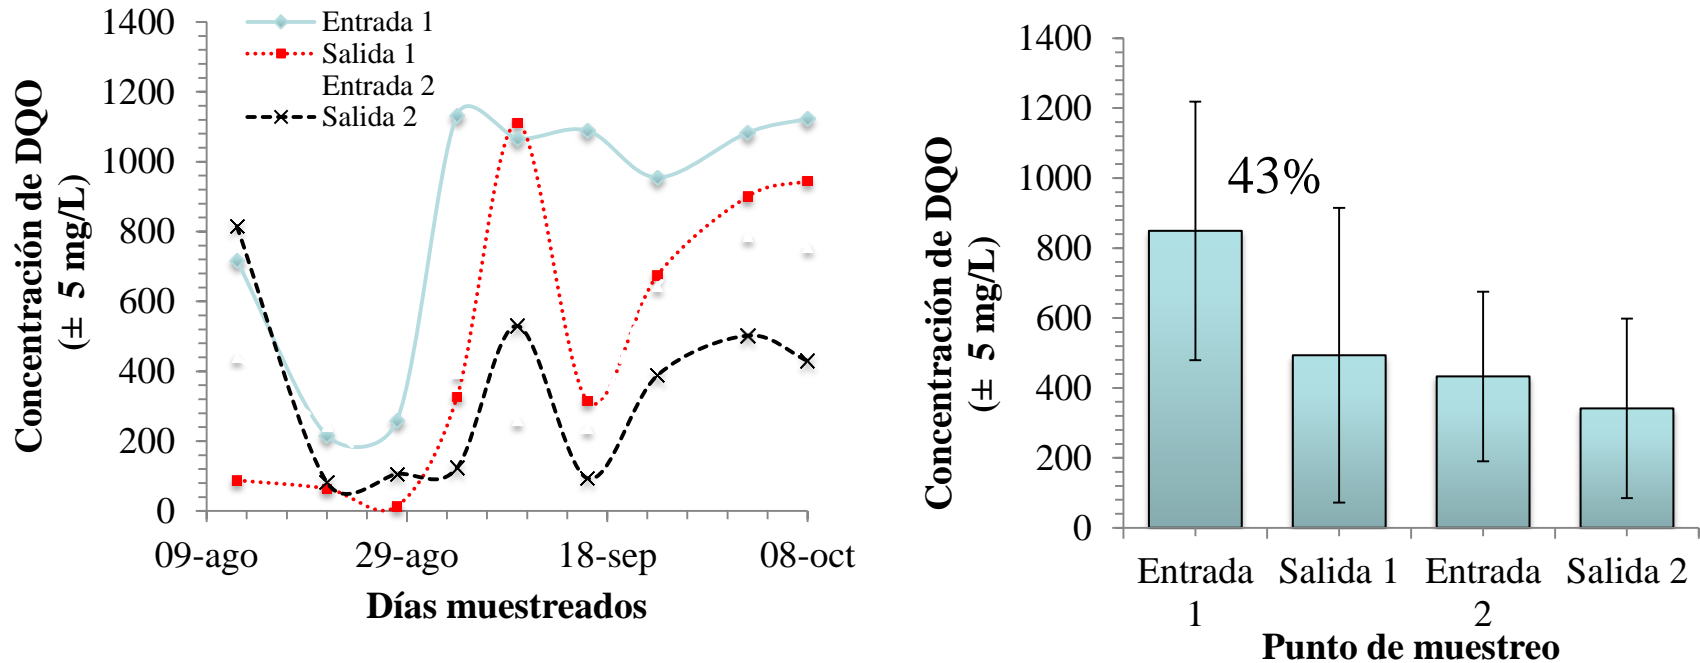 Concentración de DQO
(± 5 mg/L)
1400
1200
1000
800
600
400
200
0
Entrada 1
Salida 1
Entrada 2
Salida 2
09-ago
29-ago
18-sep
08-oct
Días muestreados
Concentración de DQO
(± 5 mg/L)
1400
1200
1000
800
600
400
200
0
43%
Entrada
1
Salida 1
Entrada
2
Salida 2
Punto de muestreo